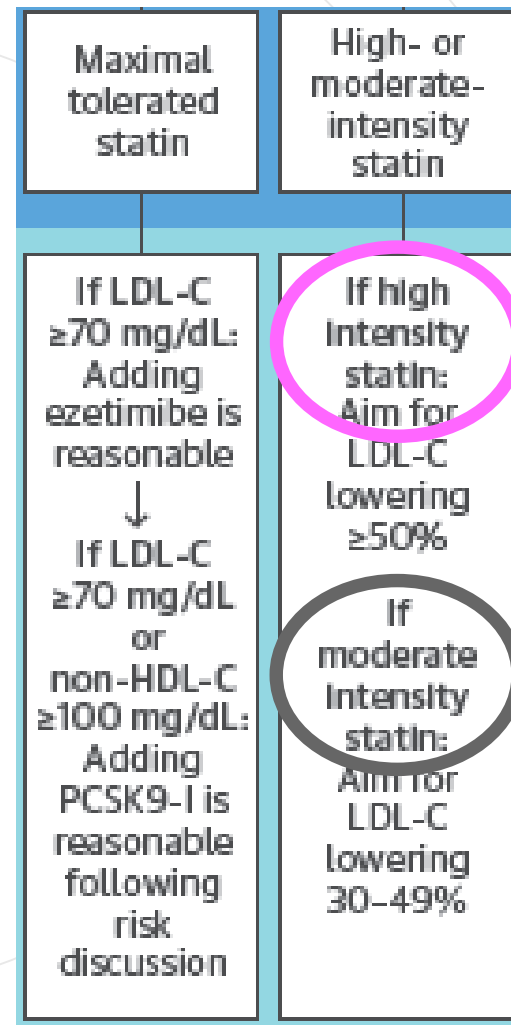 Maximal
tolerated
statin
High- or
moderate-
intensity
statin
If LDL-C
≥70 mg/dL:
Adding
ezetimibe is
reasonable
↓
If LDL-C
≥70 mg/dL
or
non-HDL-C
≥100 mg/dL:
Adding
PCSK9-I is
reasonable
following
risk
discussion
If high
intensity
statin:
Aim for
LDL-C
lowering
≥50%
If
moderate
intensity
statin:
Aim for
LDL-C
lowering
30–49%